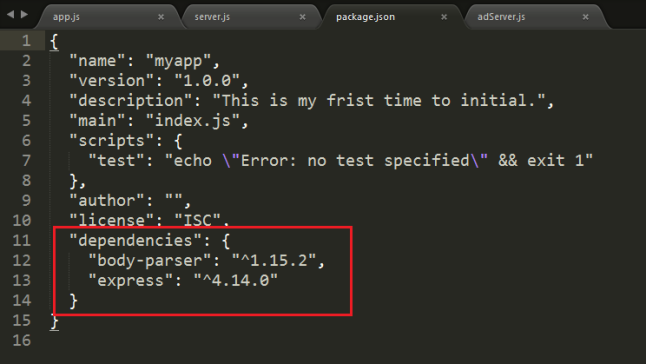 app.js × server.js × package.json × adServer.js ×
1 {
2 "name": "myapp",
3 "version": "1.0.0",
4 "description": "This is my frist time to initial.",
5 "main": "index.js",
6 "scripts": {
7 "test": "echo \"Error: no test specified\" && exit 1"
8 },
9 "author": "",
10 "license": "ISC",
11 "dependencies": {
12 "body-parser": "^1.15.2",
13 "express": "^4.14.0"
14 }
15 }
16